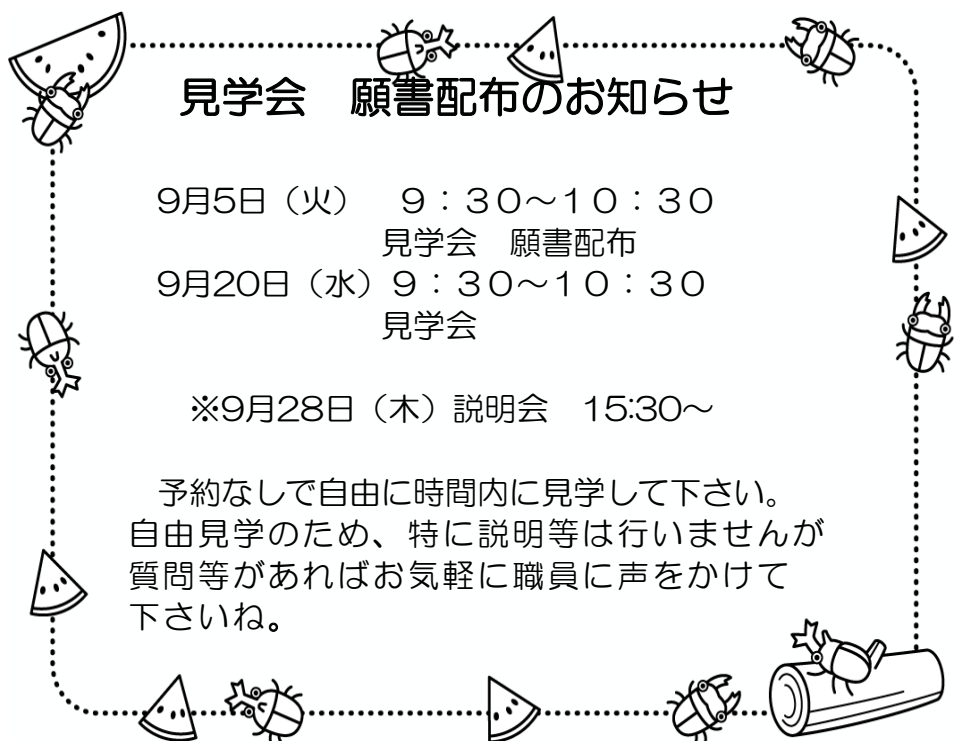 見学会　願書配布のお知らせ
9月5日（火）　９：３０～１０：３０
見学会　願書配布
9月20日（水）９：３０～１０：３０
見学会
※9月28日（木）説明会　15:30～
予約なしで自由に時間内に見学して下さい。
自由見学のため、特に説明等は行いませんが
質問等があればお気軽に職員に声をかけて
下さいね。